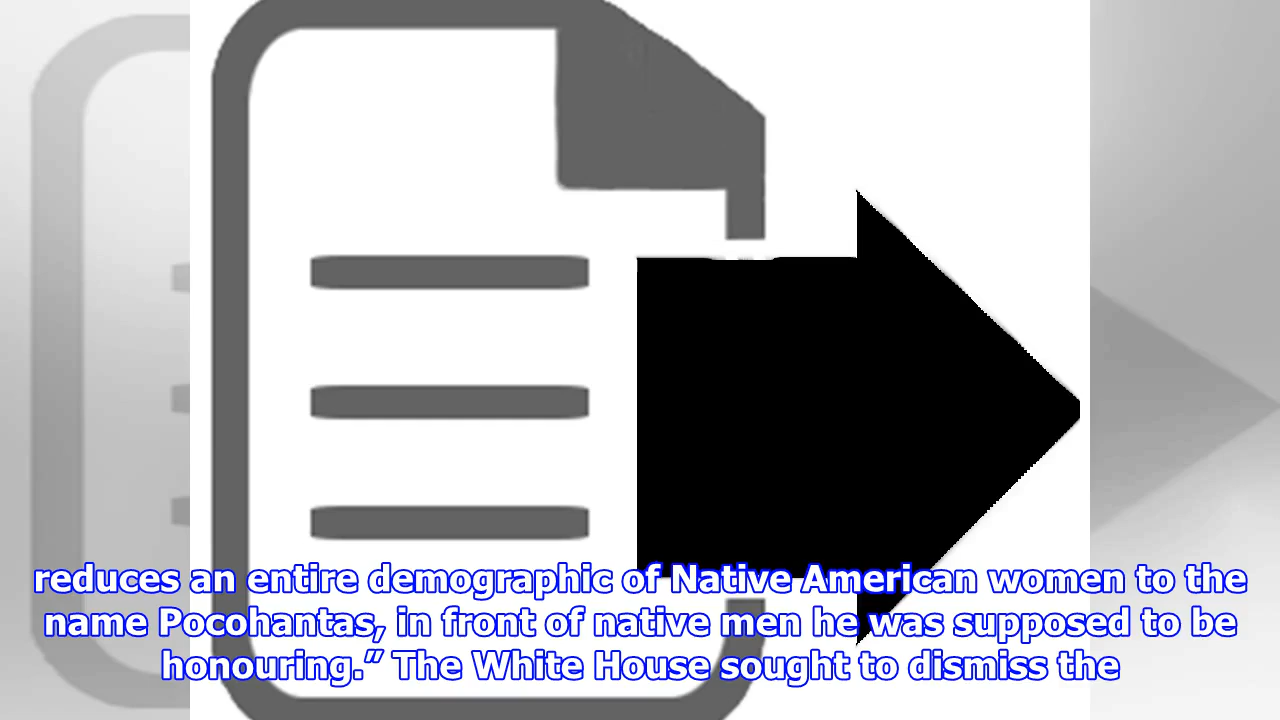 reduces an entire demographic of Native American women to the
name Pocohantas, in front of native men he was supposed to be
honouring.” The White House sought to dismiss the